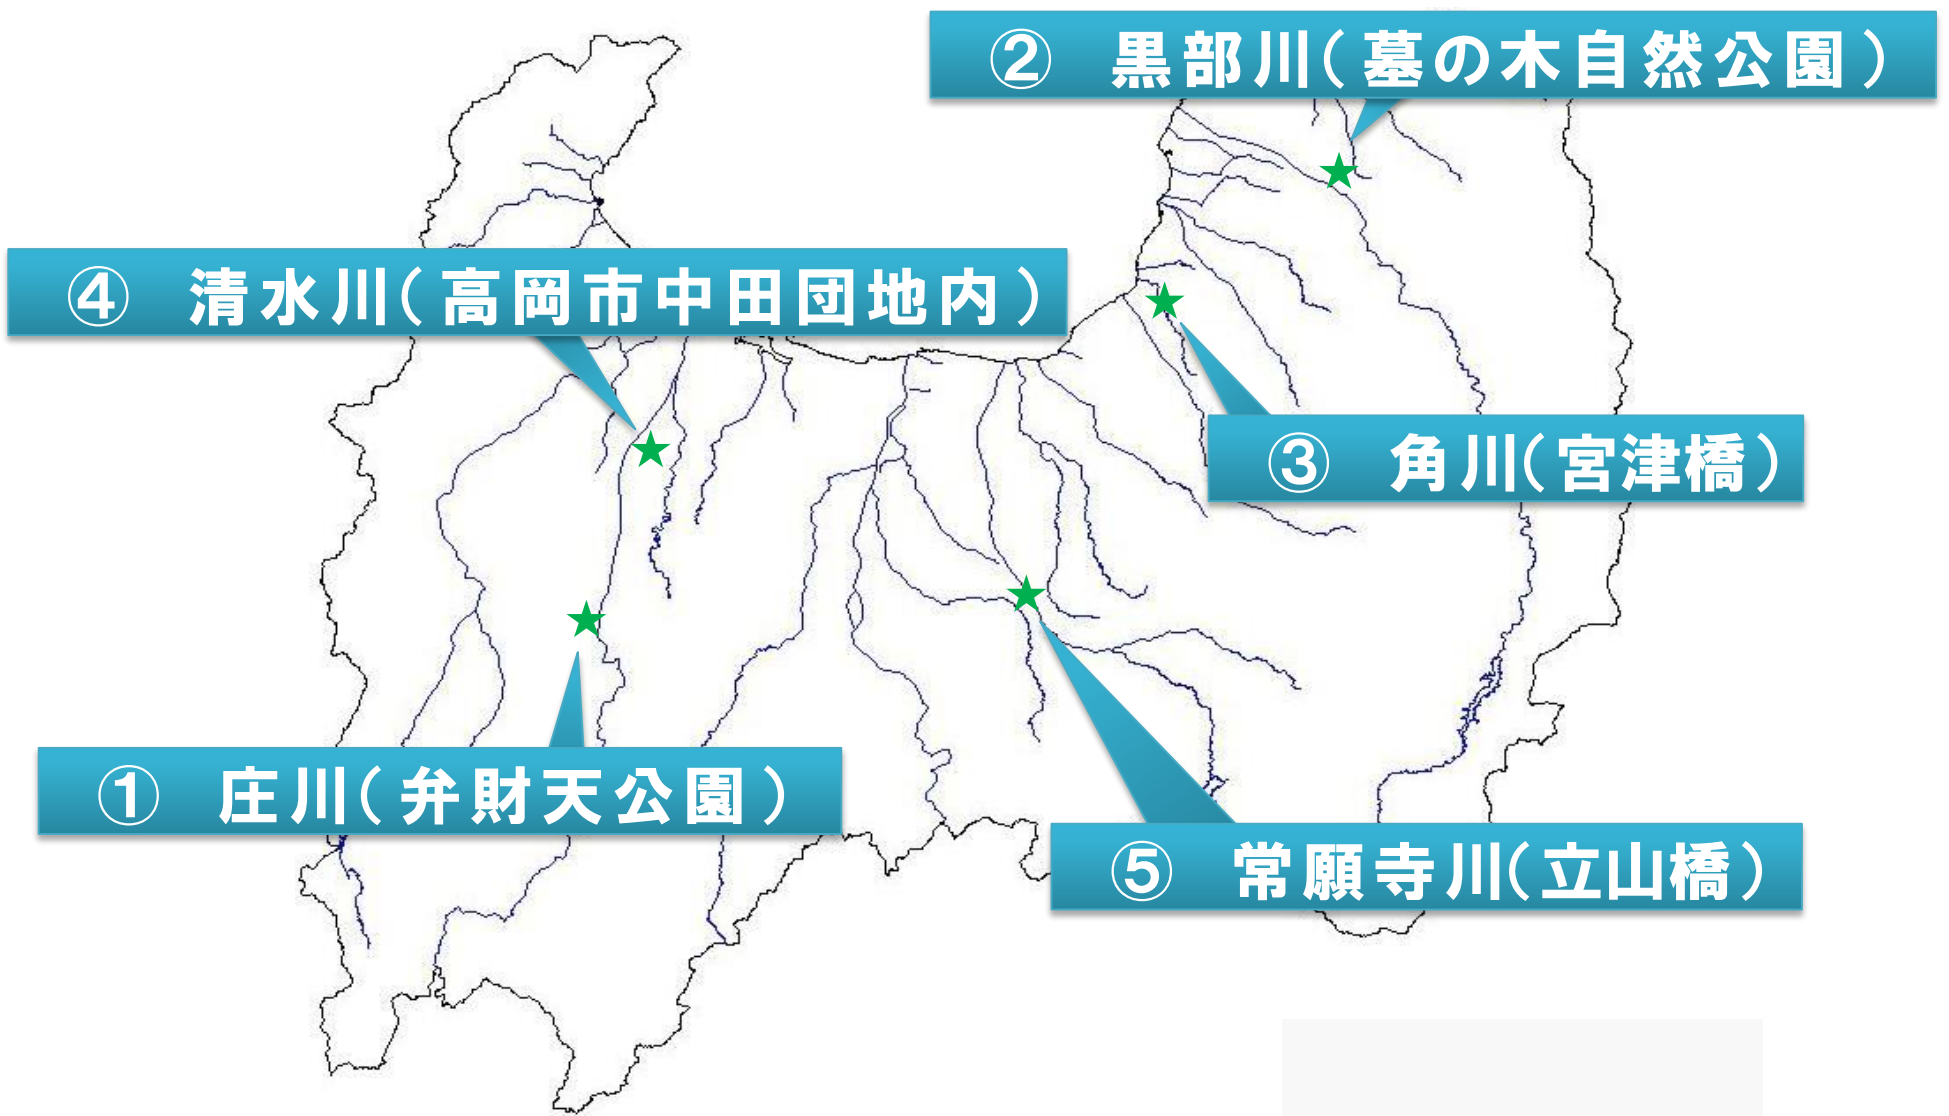 ② 黒部川(墓の木自然公園)
④ 清水川(高岡市中田団地内)
③ 角川(宮津橋)
① 庄川(弁財天公園)
⑤ 常願寺川(立山橋)